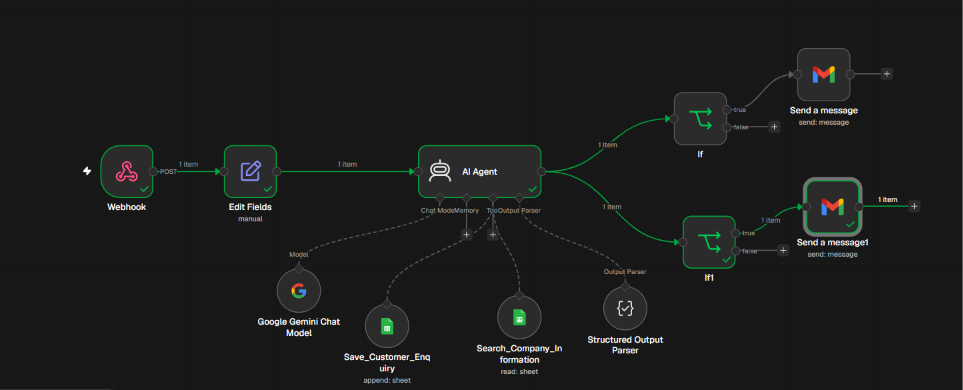 Send a message
send: message
true
false
If
1 item
POST
1 item
1 item
AI Agent
Webhook
Edit Fields
manual
Chat Model
Memory
Tool
Output Parser
1 item
1 item
true
false
If1
1 item
Send a message1
send: message
Model
Google Gemini Chat
Model
Save_Customer_Enq
uiry
append: sheet
Search_Company_In
formation
read: sheet
Output Parser
Structured Output
Parser